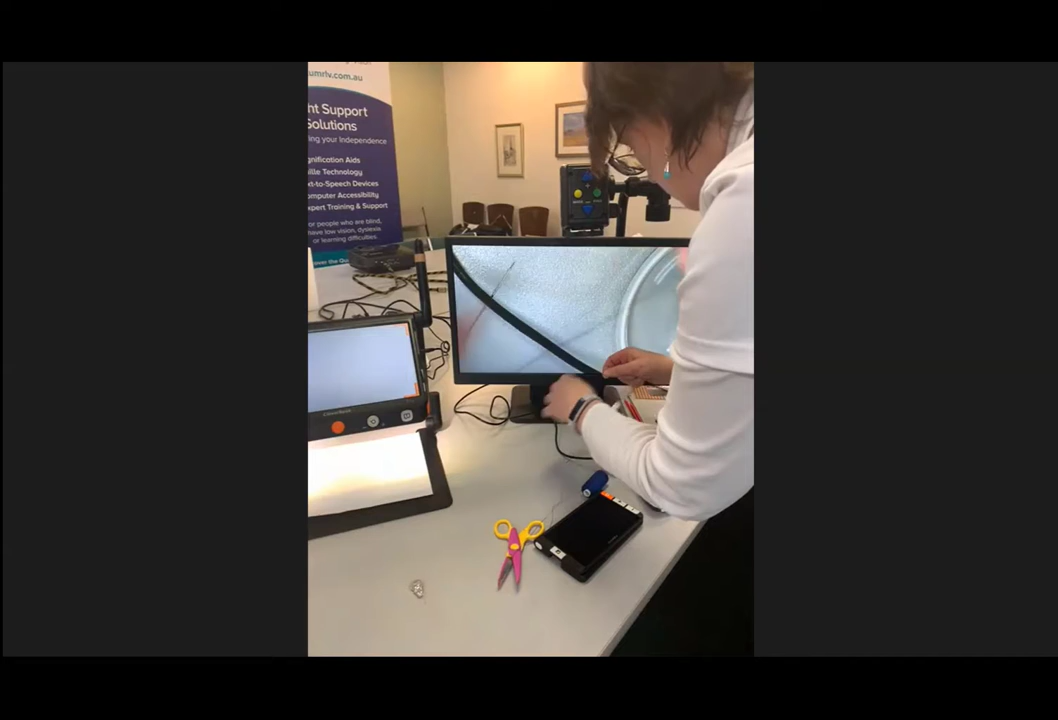 umrlv.com.au
ht Support
Solutions
ing your independence
gnification Aids
ille Technology
xt-to-Speech Devices
omputer Accessibility
xpert Training & Support
or people who are blind,
have low vision, dyslexia
or learning difficulties